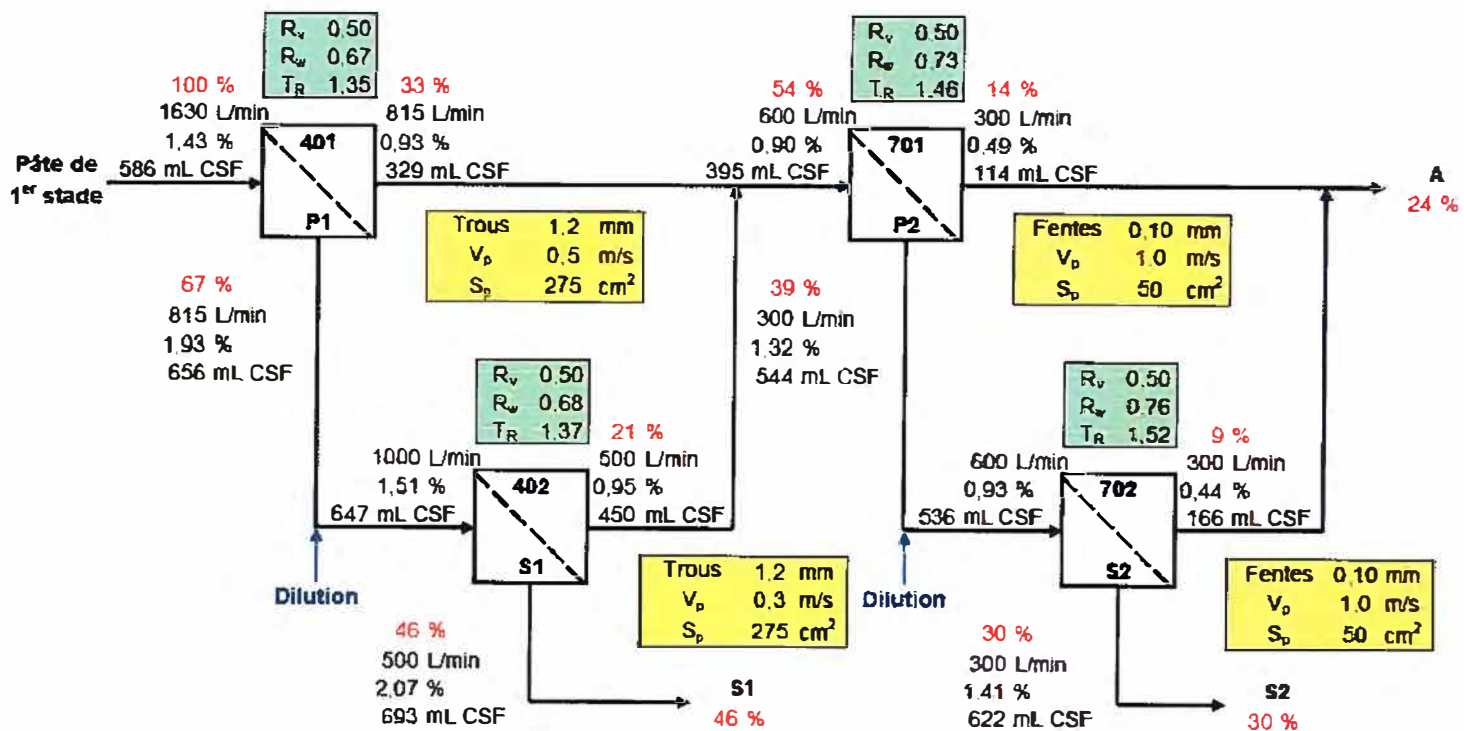 Rv 0.50
Rw 0.67
TR 1.35
100 %
1630 L/min
1,43 %
586 mL CSF
Pâte de
1er stade
401
P1
33 %
815 L/min
0,93 %
329 mL CSF
Trous 1.2 mm
Vp 0,5 m/s
Sp 275 cm²
67 %
815 L/min
1,93 %
656 mL CSF
Dilution
Rv 0.50
Rw 0.68
TR 1.37
1000 L/min
1,51 %
647 mL CSF
402
S1
21 %
500 L/min
0,95 %
450 mL CSF
Trous 1.2 mm
Vp 0,3 m/s
Sp 275 cm²
46 %
500 L/min
2,07 %
693 mL CSF
S1
46 %
Rv 0.50
Rw 0.73
TR 1.46
54 %
600 L/min
0,90 %
395 mL CSF
701
P2
14 %
300 L/min
0,49 %
114 mL CSF
A
24 %
Fentes 0,10 mm
Vp 1.0 m/s
Sp 50 cm²
39 %
300 L/min
1,32 %
544 mL CSF
Dilution
Rv 0.50
Rw 0.76
TR 1,52
600 L/min
0,93 %
536 mL CSF
702
S2
9 %
300 L/min
0,44 %
166 mL CSF
Fentes 0,10 mm
Vp 1,0 m/s
Sp 50 cm²
30 %
300 L/min
1.41 %
622 mL CSF
S2
30 %